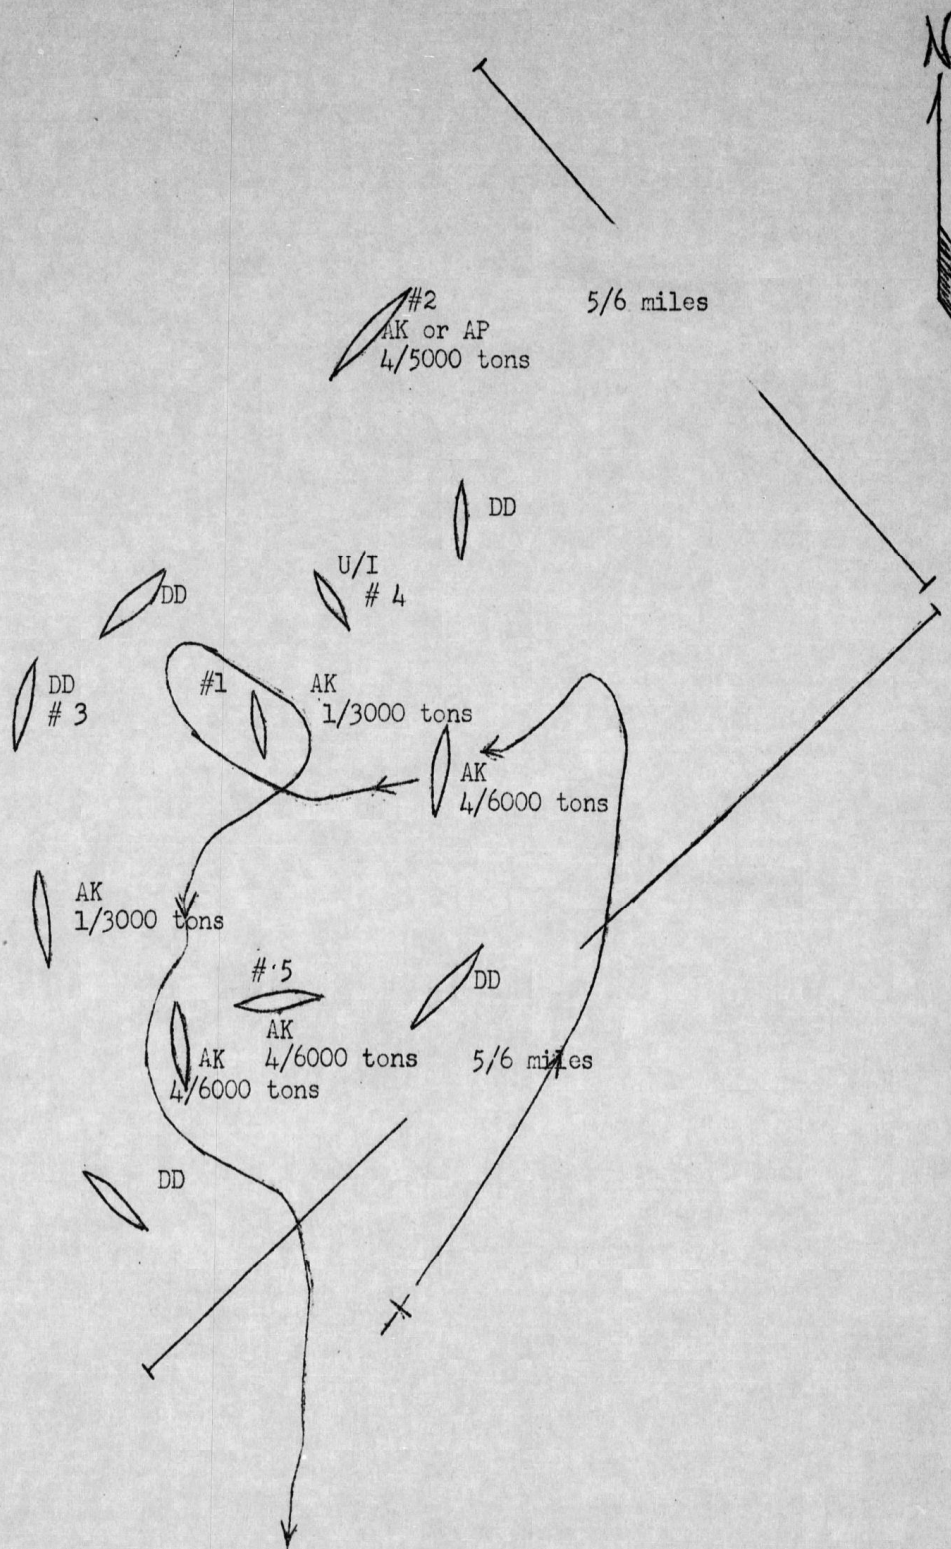 N
#2
AK or AP
4/5000 tons
5/6 miles
DD
U/I
# 4
DD
DD
# 3
#1
AK
1/3000 tons
AK
4/6000 tons
AK
1/3000 tons
# 5
AK
4/6000 tons
DD
5/6 miles
AK
4/6000 tons
DD